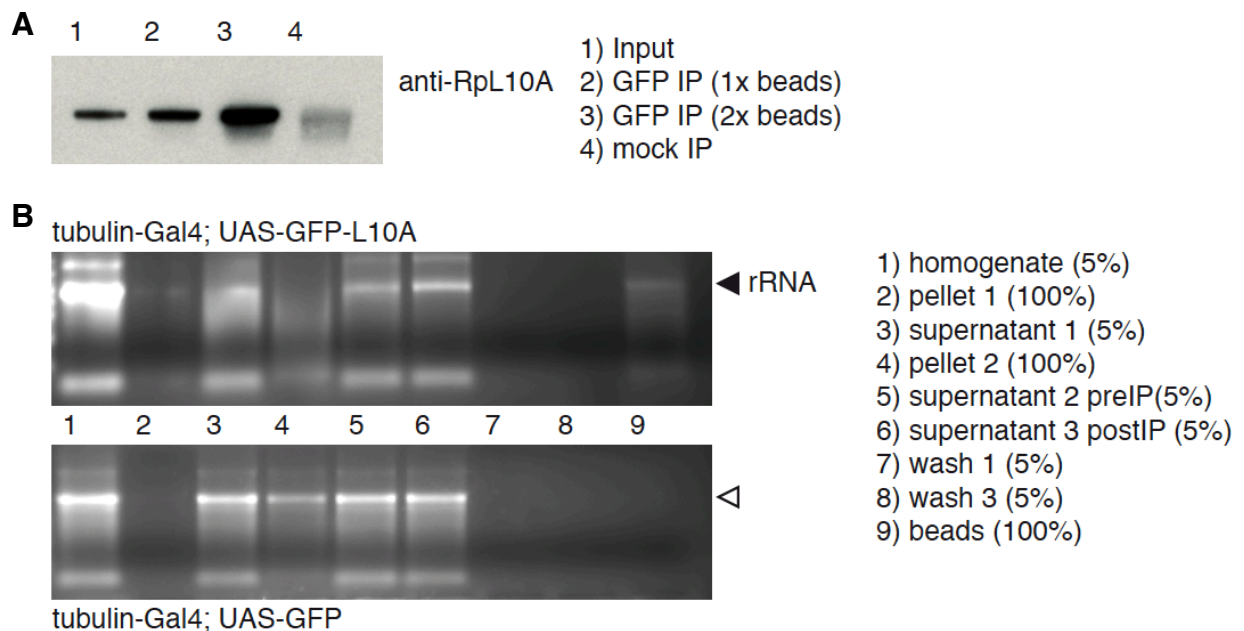 A
1 2 3 4
anti-RpL10A
1) Input
2) GFP IP (1x beads)
3) GFP IP (2x beads)
4) mock IP
B
tubulin-Gal4; UAS-GFP-L10A
rRNA
1 2 3 4 5 6 7 8 9
tubulin-Gal4; UAS-GFP
1) homogenate (5%)
2) pellet 1 (100%)
3) supernatant 1 (5%)
4) pellet 2 (100%)
5) supernatant 2 preIP(5%)
6) supernatant 3 postIP (5%)
7) wash 1 (5%)
8) wash 3 (5%)
9) beads (100%)